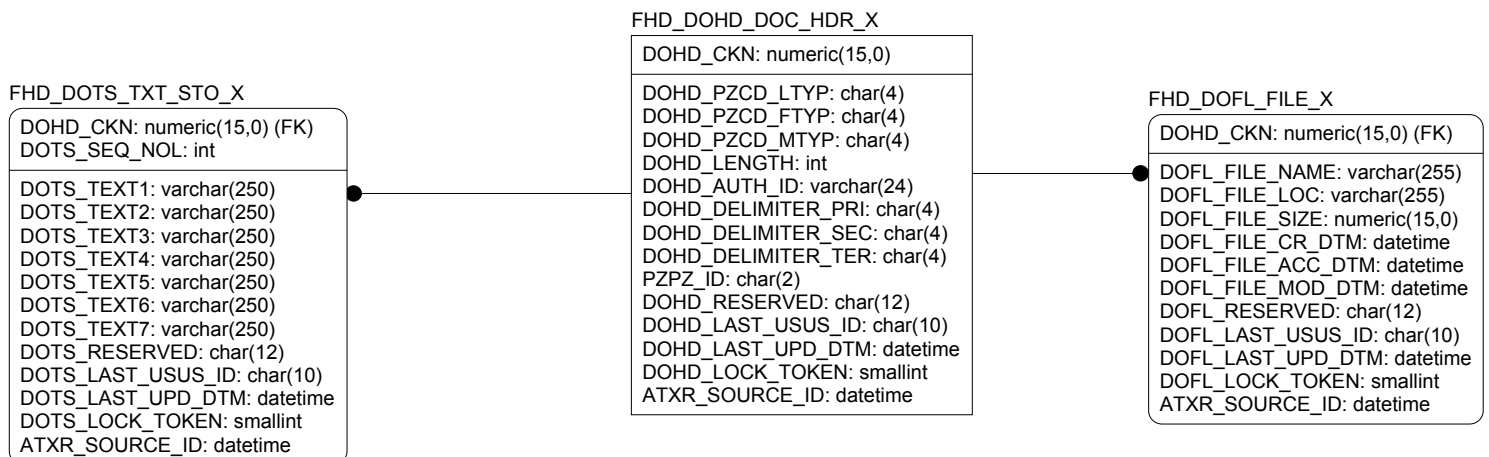 FHD_DOTS_TXT_STO_X
DOHD_CKN: numeric(15,0) (FK)
DOTS_SEQ_NOL: int
DOTS_TEXT1: varchar(250)
DOTS_TEXT2: varchar(250)
DOTS_TEXT3: varchar(250)
DOTS_TEXT4: varchar(250)
DOTS_TEXT5: varchar(250)
DOTS_TEXT6: varchar(250)
DOTS_TEXT7: varchar(250)
DOTS_RESERVED: char(12)
DOTS_LAST_USUS_ID: char(10)
DOTS_LAST_UPD_DTM: datetime
DOTS_LOCK_TOKEN: smallint
ATXR_SOURCE_ID: datetime
FHD_DOHD_DOC_HDR_X
DOHD_CKN: numeric(15,0)
DOHD_PZCD_LTYP: char(4)
DOHD_PZCD_FTYP: char(4)
DOHD_PZCD_MTYP: char(4)
DOHD_LENGTH: int
DOHD_AUTH_ID: varchar(24)
DOHD_DELIMITER_PRI: char(4)
DOHD_DELIMITER_SEC: char(4)
DOHD_DELIMITER_TER: char(4)
PZPZ_ID: char(2)
DOHD_RESERVED: char(12)
DOHD_LAST_USUS_ID: char(10)
DOHD_LAST_UPD_DTM: datetime
DOHD_LOCK_TOKEN: smallint
ATXR_SOURCE_ID: datetime
FHD_DOFL_FILE_X
DOHD_CKN: numeric(15,0) (FK)
DOFL_FILE_NAME: varchar(255)
DOFL_FILE_LOC: varchar(255)
DOFL_FILE_SIZE: numeric(15,0)
DOFL_FILE_CR_DTM: datetime
DOFL_FILE_ACC_DTM: datetime
DOFL_FILE_MOD_DTM: datetime
DOFL_RESERVED: char(12)
DOFL_LAST_USUS_ID: char(10)
DOFL_LAST_UPD_DTM: datetime
DOFL_LOCK_TOKEN: smallint
ATXR_SOURCE_ID: datetime